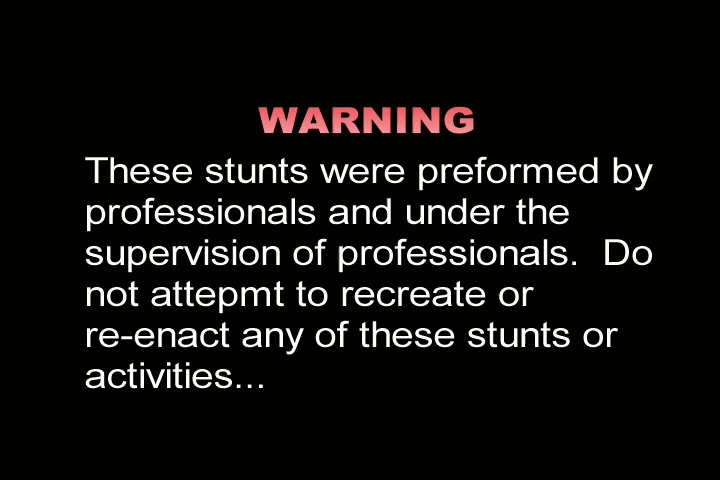 WARNING
These stunts were preformed by
professionals and under the
supervision of professionals.  Do
not attepmt to recreate or
re-enact any of these stunts or
activities...